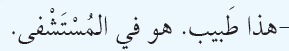 -هذا طَبيب. هو في المُسْتَشْفى.